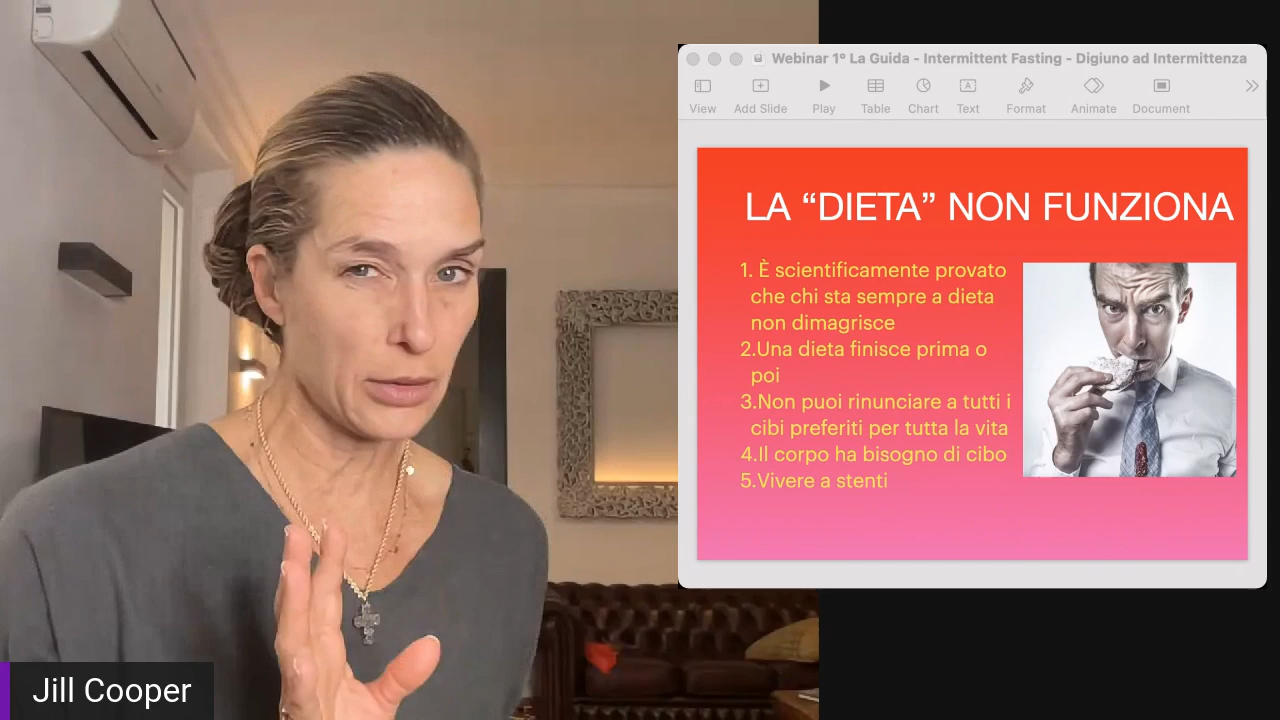 Webinar 1º La Guida - Intermittent Fasting - Digiuno ad Intermittenza
View
Add Slide
Play
Table
Chart
Text
Format
Animate
Document
LA “DIETA” NON FUNZIONA
1. È scientificamente provato
che chi sta sempre a dieta
non dimagrisce
2.Una dieta finisce prima o
poi
3.Non puoi rinunciare a tutti i
cibi preferiti per tutta la vita
4.Il corpo ha bisogno di cibo
5.Vivere a stenti
Jill Cooper